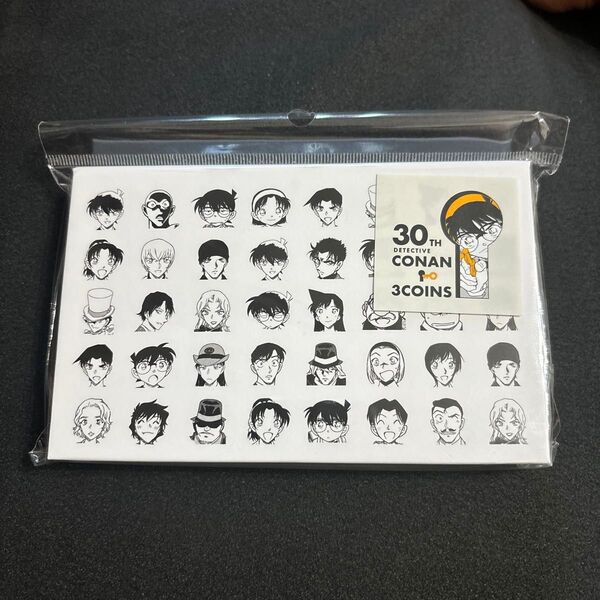 30TH
DETECTIVE
CONAN
3COINS